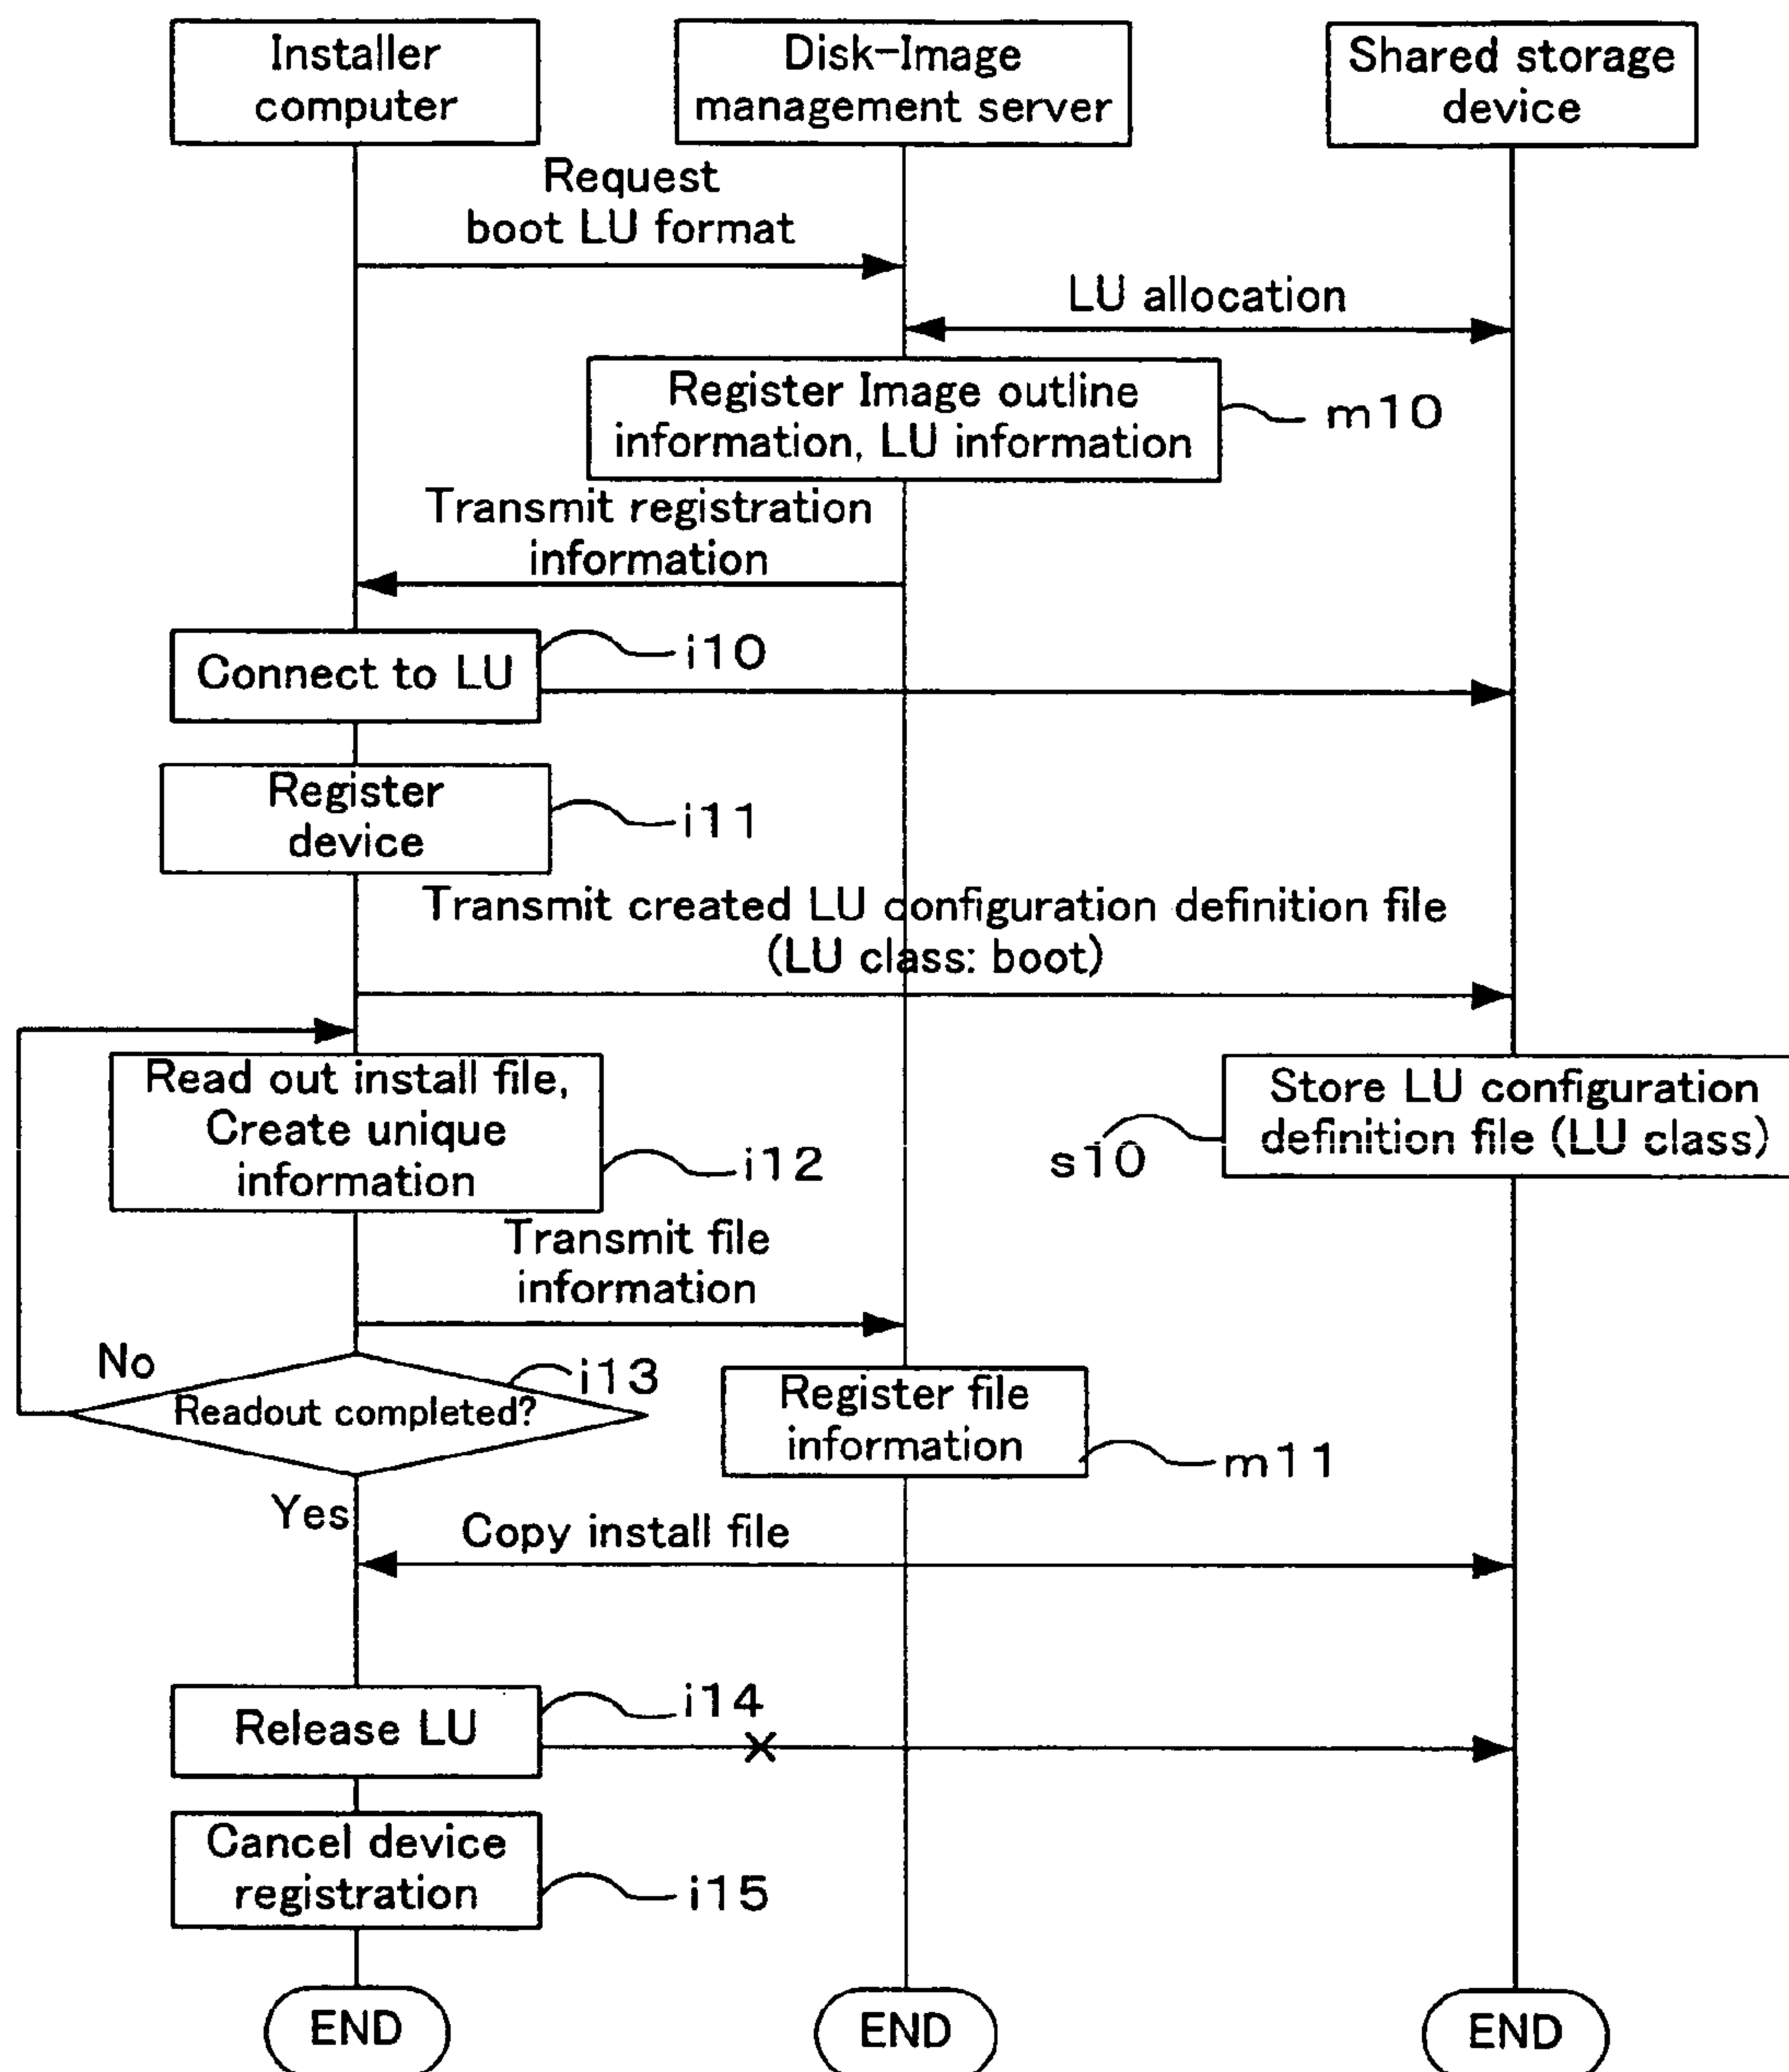 Installer
computer
Disk-Image
management server
Shared storage
device
Request
boot LU format
LU allocation
Register Image outline
information, LU information
m10
Transmit registration
information
Connect to LU
i10
Register
device
i11
Transmit created LU configuration definition file
(LU class: boot)
Read out install file,
Create unique
information
i12
Store LU configuration
definition file (LU class)
s10
Transmit file
information
No
i13
Readout completed?
Register file
information
m11
Yes
Copy install file
Release LU
i14
Cancel device
registration
i15
END
END
END